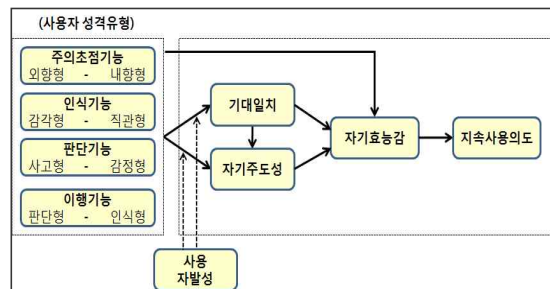 (사용자 성격유형)
주의초점기능
외향형 - 내향형
인식기능
감각형 - 직관형
판단기능
사고형 - 감정형
이행기능
판단형 - 인식형
기대일치
자기주도성
자기효능감
지속사용의도
사용
자발성